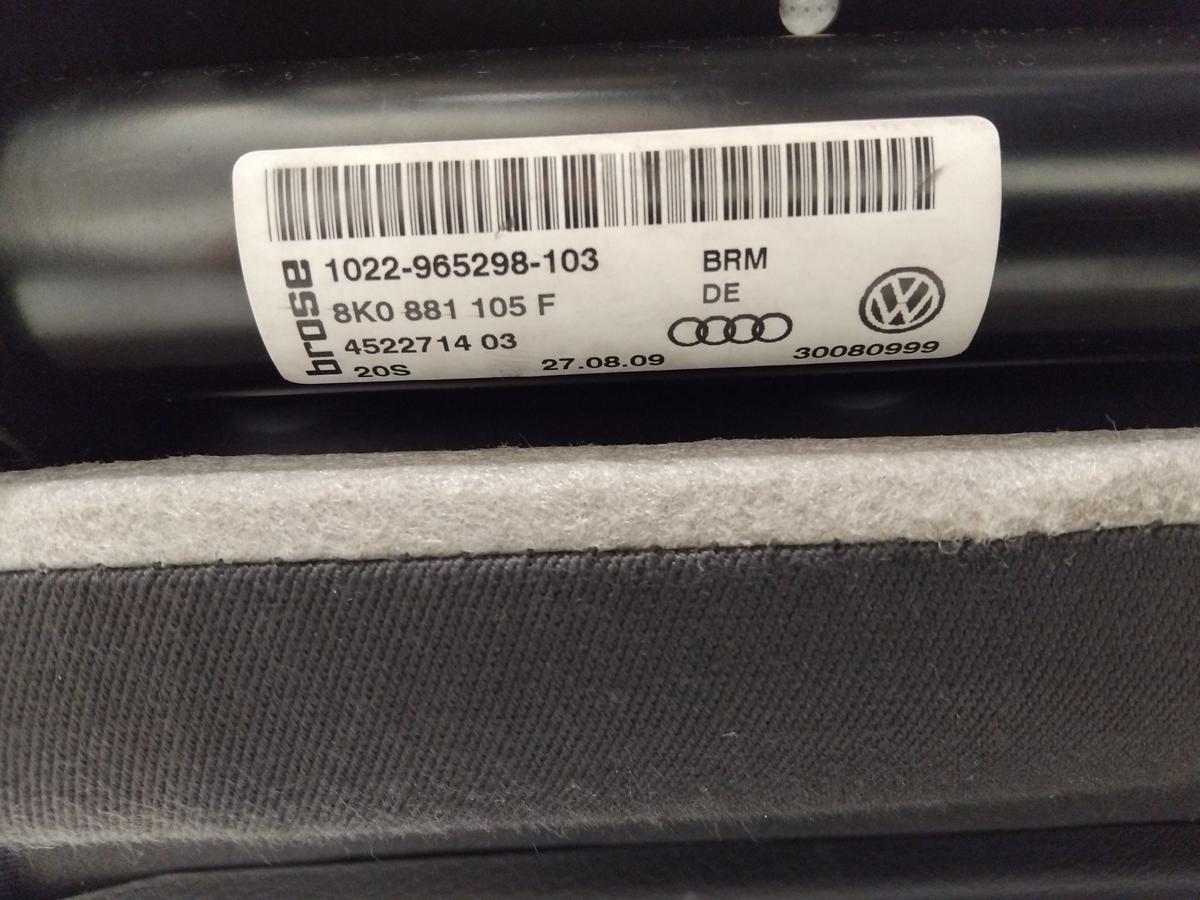 brose
1022-965298-103 BRM
8K0 881 105 F DE
4522714 03
20S 27.08.09 30080999